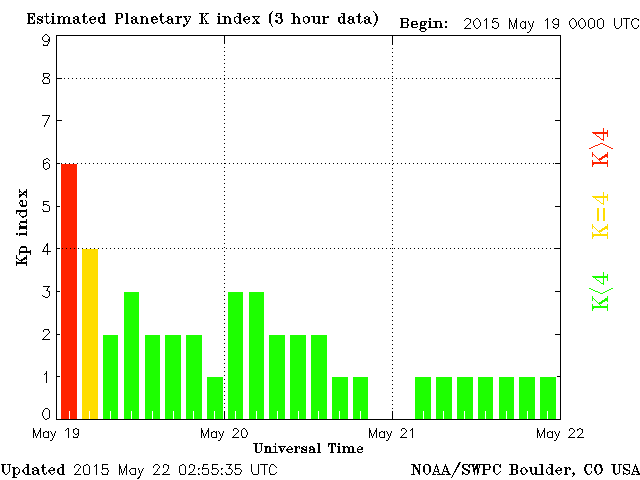 Estimated Planetary K index (3 hour data) Begin: 2015 May 19 0000 UTC
9
8
7
6
5
4
3
2
1
0
Kp index
K>4
K=4
K<4
May 19 May 20 May 21 May 22
Universal Time
Updated 2015 May 22 02:55:35 UTC NOAA/SWPC Boulder, CO USA